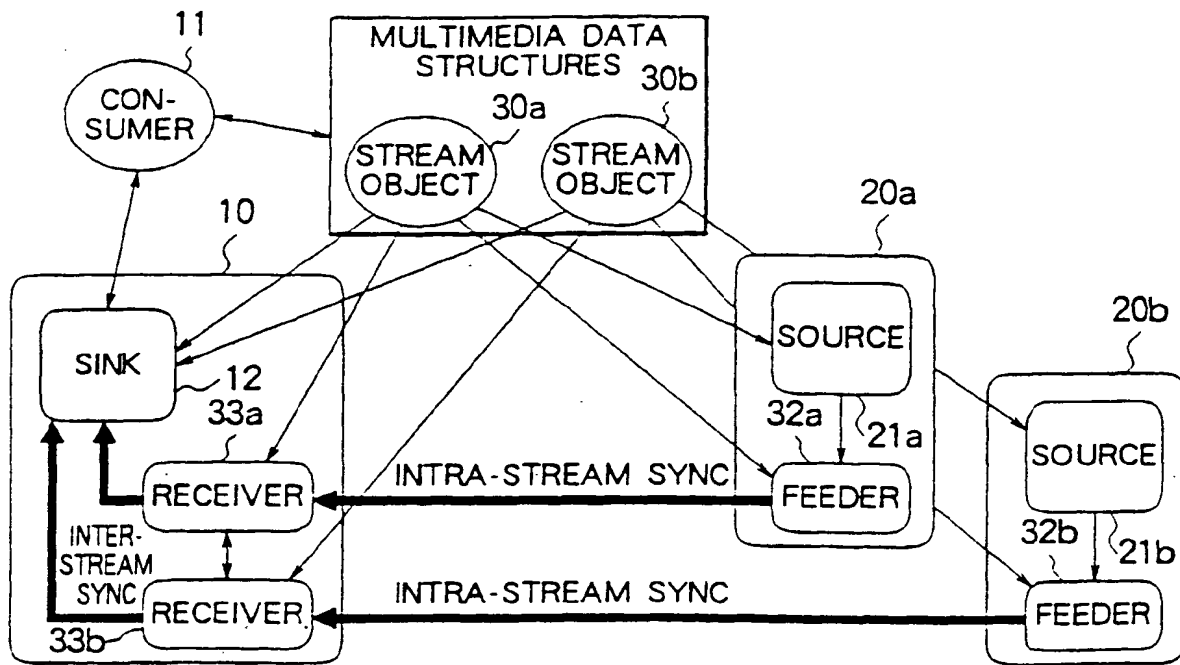 11
CON-
SUMER
MULTIMEDIA DATA
STRUCTURES
30a
30b
STREAM
OBJECT
STREAM
OBJECT
10
20a
SINK
12
SOURCE
20b
33a
32a
21a
SOURCE
RECEIVER
INTRA-STREAM SYNC
FEEDER
INTER-
STREAM
SYNC
32b
21b
RECEIVER
INTRA-STREAM SYNC
FEEDER
33b